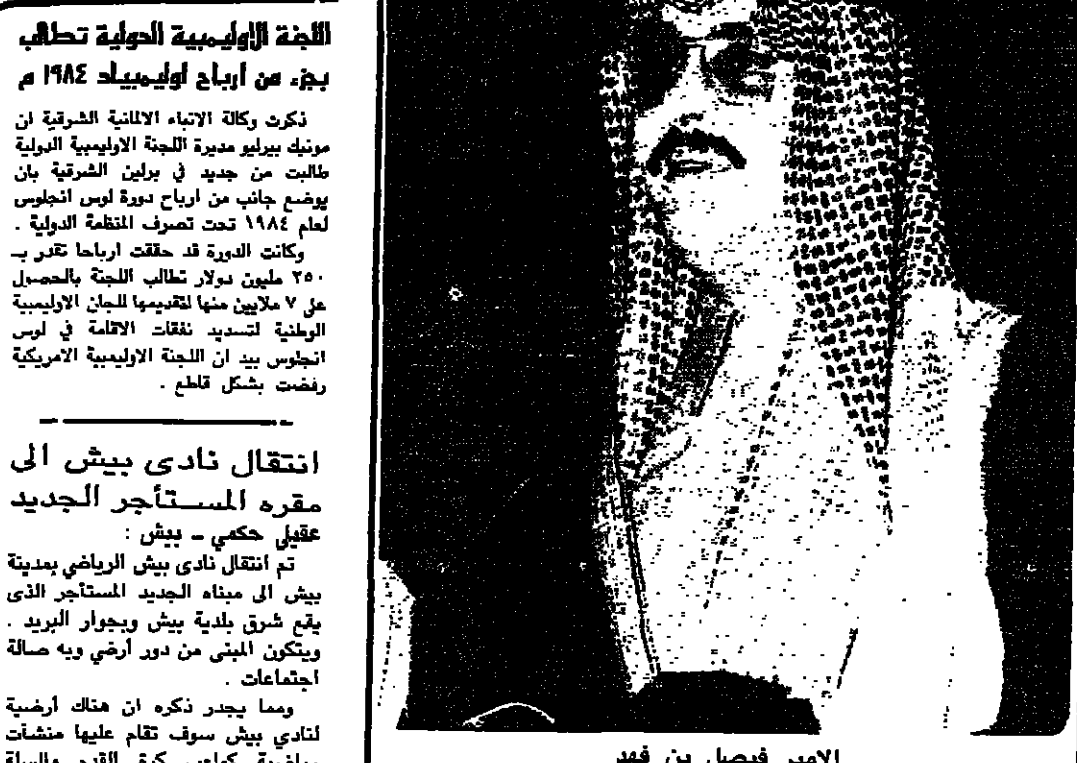 اللجنة الاوليمبية الدولية تطالب
بجزء من ارباح اوليمبياد ١٩٨٤ م
ذكرت وكالة الانباء الالمانية الشرقية ان
مونيك بيرليو مديرة اللجنة الاوليمبية الدولية
طالبت من جديد في برلين الشرقية بان
يوضع جانب من ارباح دورة لوس انجلوس
لعام ١٩٨٤ تحت تصرف المنظمة الدولية .
وكانت الدورة قد حققت ارباحا تقدر بـ
٢٥٠ مليون دولار تطالب اللجنة بالحصول
على ٧ ملايين منها لتقديمها للجان الاوليمبية
الوطنية لتسديد نفقات الاقامة في لوس
انجلوس بيد ان اللجنة الاوليمبية الامريكية
رفضت بشكل قاطع .
انتقال نادى بيش الى
مقره المستأجر الجديد
عقيلي حكمي ـ بيش :
تم انتقال نادى بيش الرياضي بمدينة
بيش الى مبناه الجديد المستأجر الذى
يقع شرق بلدية بيش وبجوار البريد .
ويتكون المبنى من دور أرضي وبه صالة
اجتماعات .
ومما يجدر ذكره ان هناك أرضية
لنادي بيش سوف تقام عليها منشآت
كرة القدم والسلة
الامير فيصل بن فهد